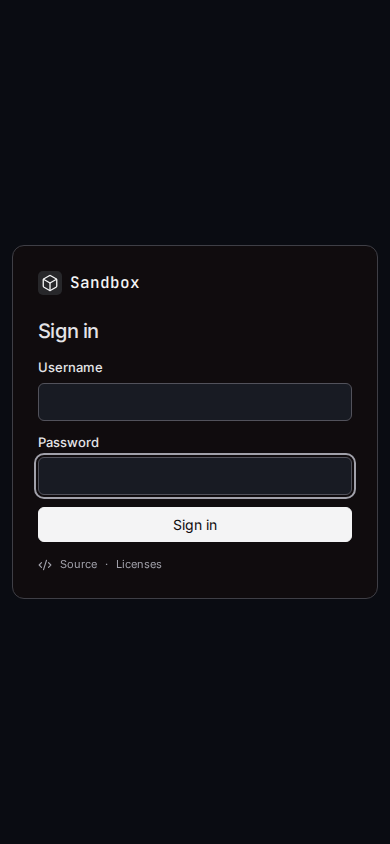 Sandbox
Sign in
Username
Password
Sign in
Source · Licenses